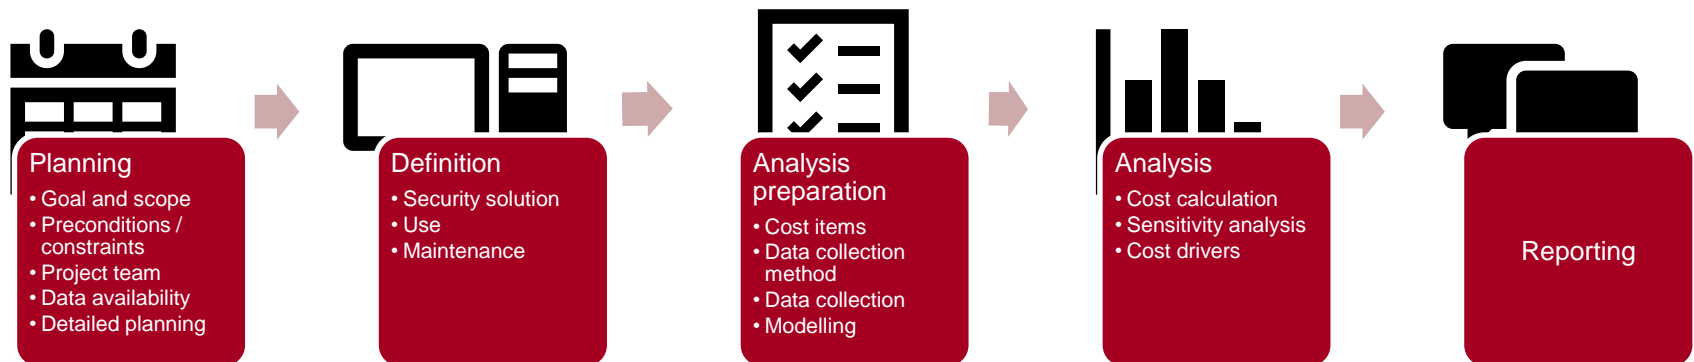 Planning
• Goal and scope
• Preconditions /
constraints
• Project team
• Data availability
• Detailed planning
Definition
• Security solution
• Use
• Maintenance
Analysis
preparation
• Cost items
• Data collection
method
• Data collection
• Modelling
Analysis
• Cost calculation
• Sensitivity analysis
• Cost drivers
Reporting